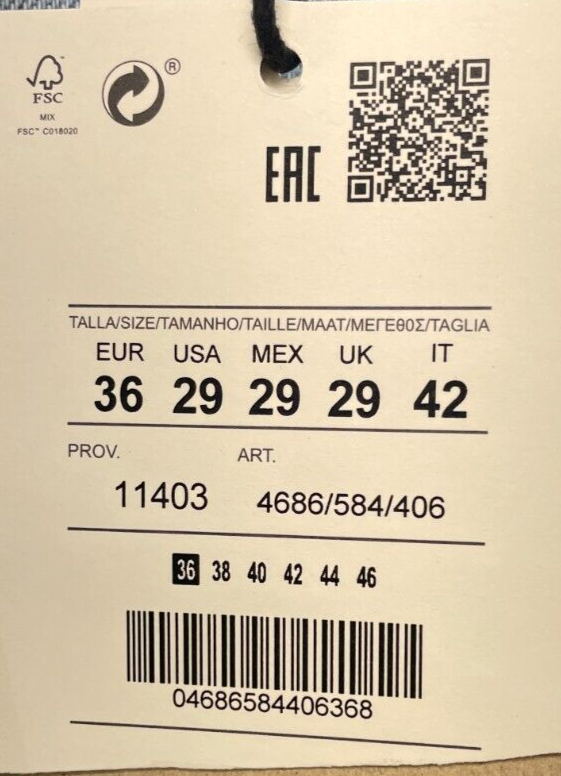 ®
FSC
MIX
FSC™ C018020
EAC
TALLA/SIZE/TAMANHO/TAILLE/MAAT/ΜΕΓΕΘΟΣ/TAGLIA
EUR USA MEX UK IT
36 29 29 29 42
PROV. ART.
11403 4686/584/406
36 38 40 42 44 46
04686584406368